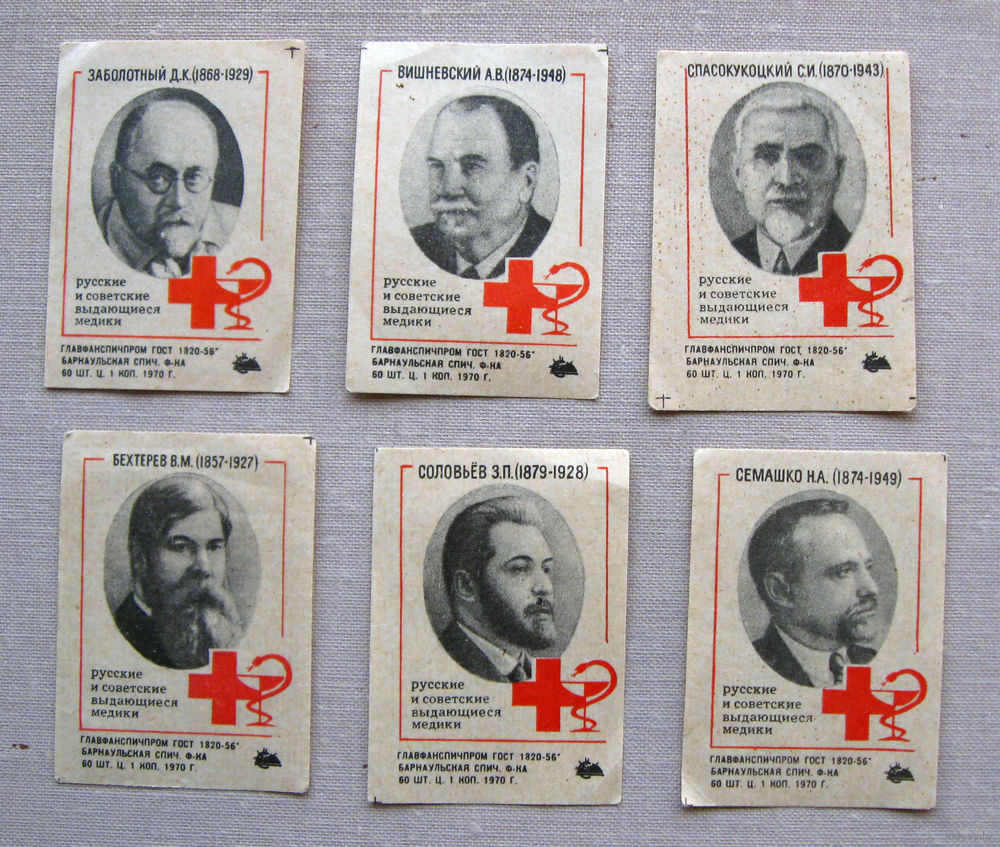 ЗАБОЛОТНЫЙ Д.К.(1868-1929)
русские
и советские
выдающиеся
медики
ГЛАВФАНСПИЧПРОМ ГОСТ 1820-56*
БАРНАУЛЬСКАЯ СПИЧ. Ф-КА
60 ШТ. Ц. 1 КОП. 1970 Г.
ВИШНЕВСКИЙ А.В.(1874-1948)
русские
и советские
выдающиеся
медики
ГЛАВФАНСПИЧПРОМ ГОСТ 1820-56*
БАРНАУЛЬСКАЯ СПИЧ. Ф-КА
60 ШТ. Ц. 1 КОП. 1970 Г.
СПАСОКУКОЦКИЙ С.И.(1870-1943)
русские
и советские
выдающиеся
медики
ГЛАВФАНСПИЧПРОМ ГОСТ 1820-56*
БАРНАУЛЬСКАЯ СПИЧ. Ф-КА
60 ШТ. Ц. 1 КОП. 1970 Г.
БЕХТЕРЕВ В.М.(1857-1927)
русские
и советские
выдающиеся
медики
ГЛАВФАНСПИЧПРОМ ГОСТ 1820-56*
БАРНАУЛЬСКАЯ СПИЧ. Ф-КА
60 ШТ. Ц. 1 КОП. 1970 Г.
СОЛОВЬЁВ З.П.(1879-1928)
русские
и советские
выдающиеся
медики
ГЛАВФАНСПИЧПРОМ ГОСТ 1820-56*
БАРНАУЛЬСКАЯ СПИЧ. Ф-КА
60 ШТ. Ц. 1 КОП. 1970 Г.
СЕМАШКО Н.А. (1874-1949)
русские
и советские
выдающиеся
медики
ГЛАВФАНСПИЧПРОМ ГОСТ 1820-56*
БАРНАУЛЬСКАЯ СПИЧ. Ф-КА
60 ШТ. Ц. 1 КОП. 1970 Г.